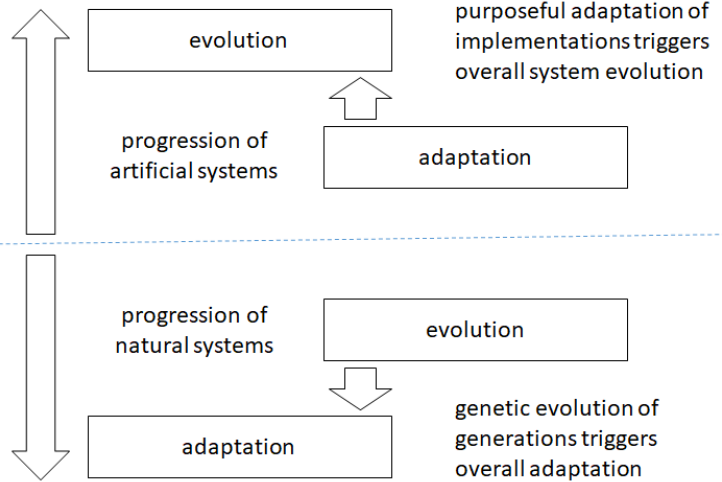 evolution
purposeful adaptation of
implementations triggers
overall system evolution
progression of
artificial systems
adaptation
progression of
natural systems
evolution
adaptation
genetic evolution of
generations triggers
overall adaptation